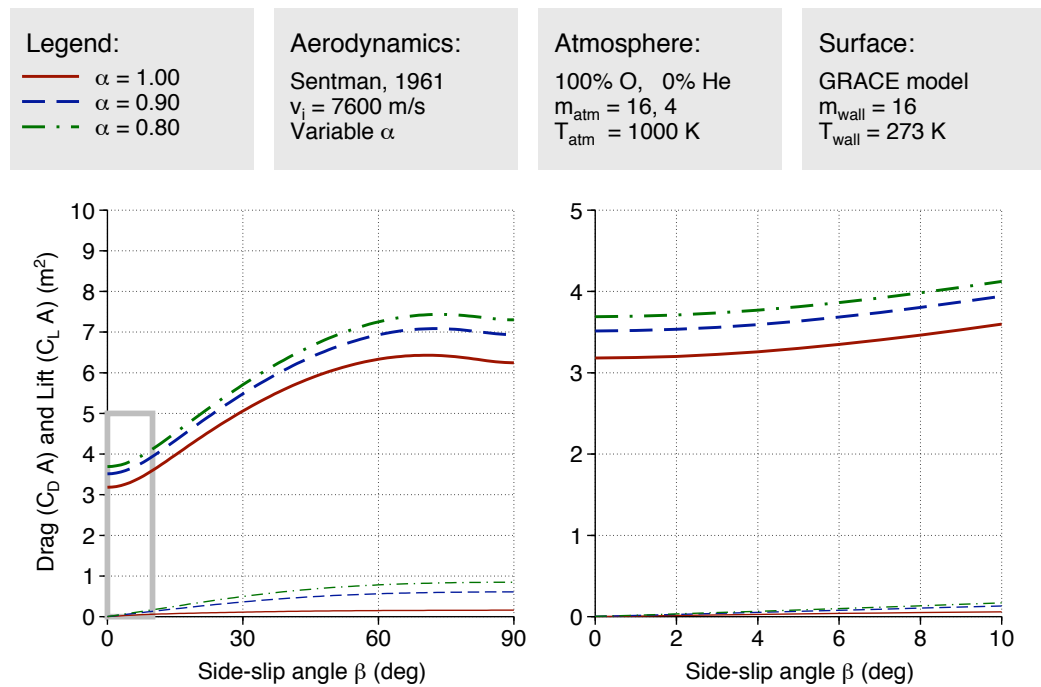 Legend:
α = 1.00
α = 0.90
α = 0.80
Aerodynamics:
Sentman, 1961
vi = 7600 m/s
Variable α
Atmosphere:
100% O, 0% He
matm = 16, 4
Tatm = 1000 K
Surface:
GRACE model
mwall = 16
Twall = 273 K
Drag (CD A) and Lift (CL A) (m2)
10
9
8
7
6
5
4
3
2
1
0
0 30 60 90
Side-slip angle β (deg)
5
4
3
2
1
0
0 2 4 6 8 10
Side-slip angle β (deg)